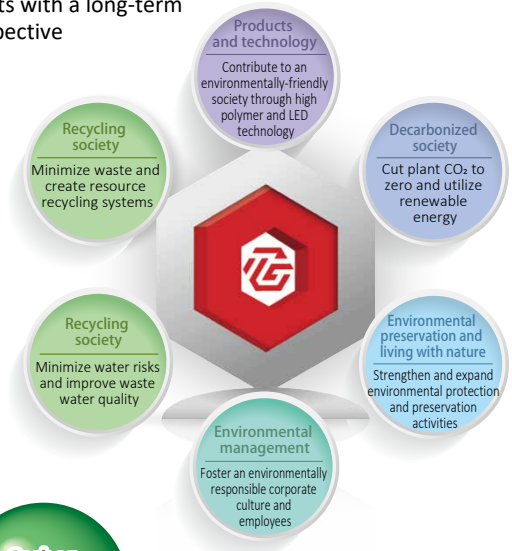 ts with a long-term
pective
Products
and technology
Contribute to an
environmentally-friendly
society through high
polymer and LED
technology
Recycling
society
Minimize waste and
create resource
recycling systems
Decarbonized
society
Cut plant CO₂ to
zero and utilize
renewable
energy
TG
Recycling
society
Minimize water risks
and improve waste
water quality
Environmental
preservation and
living with nature
Strengthen and expand
environmental protection
and preservation
activities
Environmental
management
Foster an environmentally
responsible corporate
culture and
employees